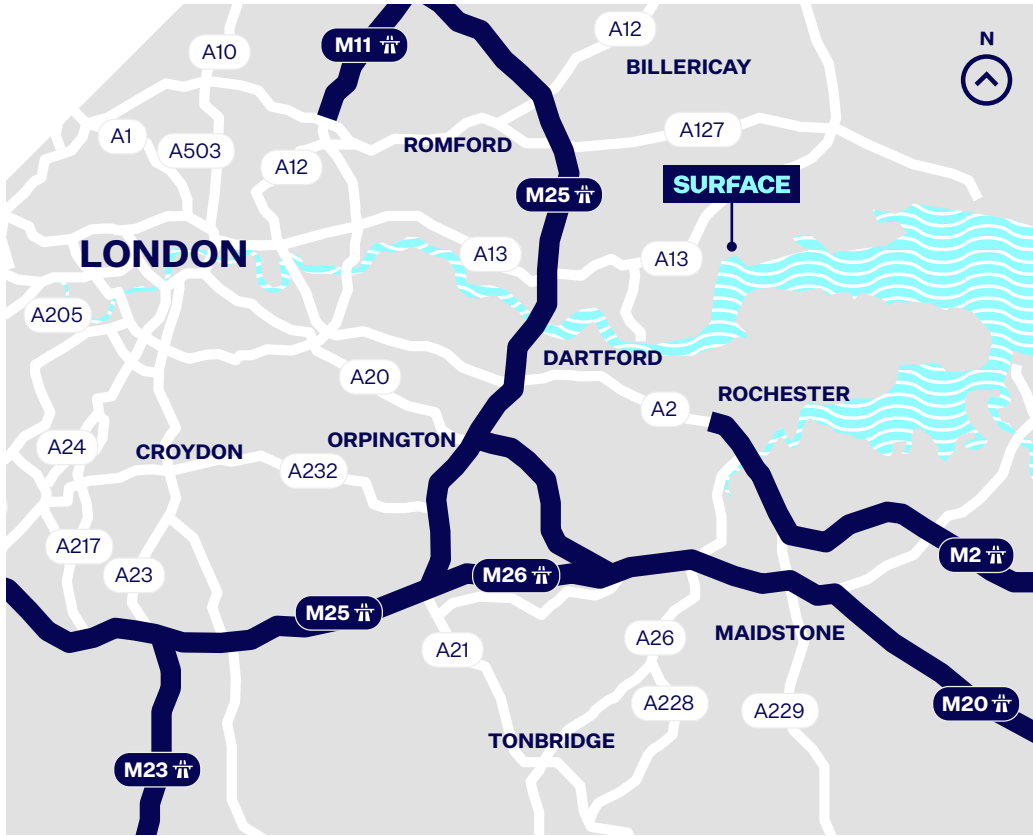 A12
N
M11
A10
BILLERICAY
A127
A1
ROMFORD
A503
A12
SURFACE
M25
LONDON
A13
A13
A205
DARTFORD
A20
ROCHESTER
A2
ORPINGTON
A24
CROYDON
A232
A217
M2
A23
M26
M25
MAIDSTONE
A26
A21
A228
M20
A229
TONBRIDGE
M23